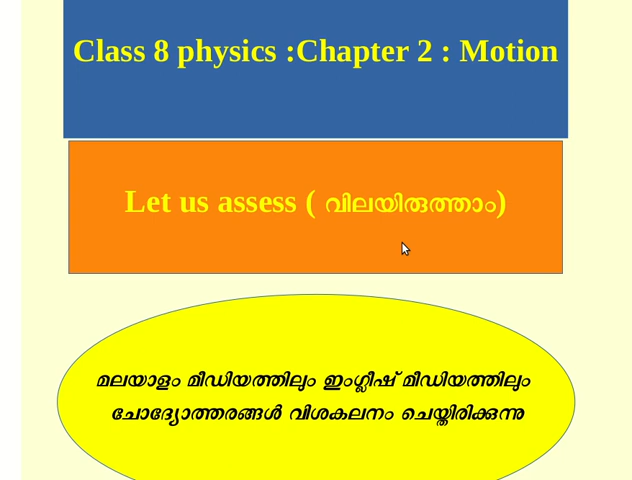 Class 8 physics :Chapter 2 : Motion
Let us assess ( വിലയിരുത്താം)
മലയാളം മീഡിയത്തിലും ഇംഗ്ലീഷ് മീഡിയത്തിലും
ചോദ്യോത്തരങ്ങൾ വിശകലനം ചെയ്തിരിക്കുന്നു